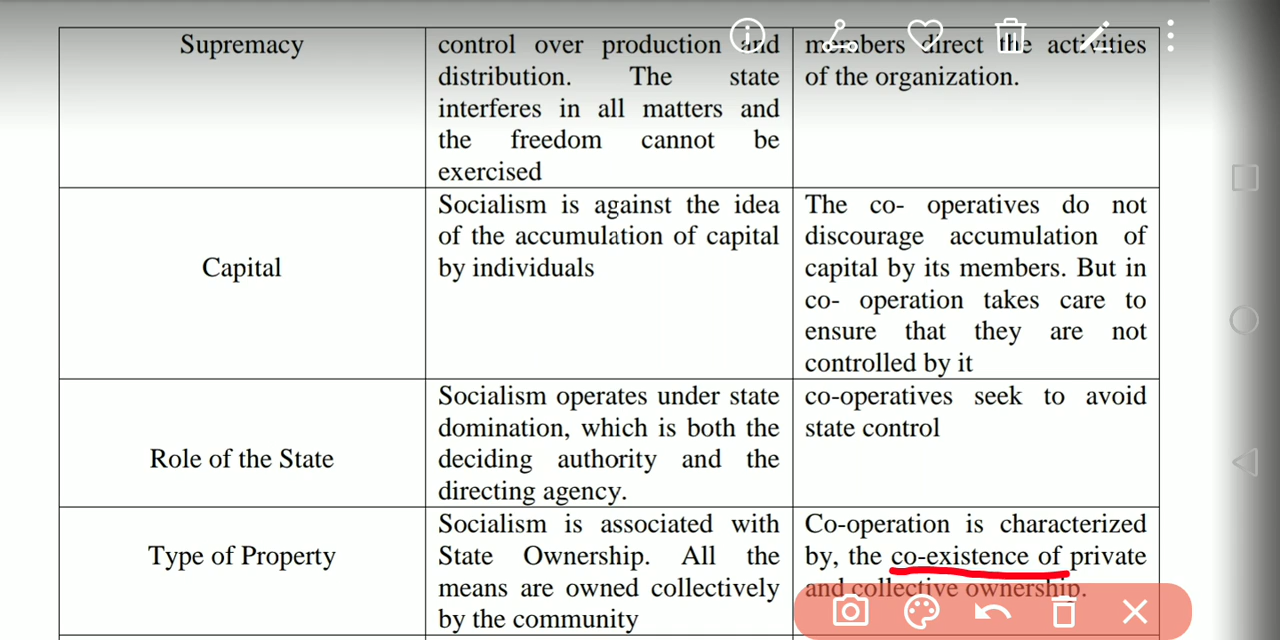 Supremacy
control over production and
distribution. The state
interferes in all matters and
the freedom cannot be
exercised
members direct the activities
of the organization.
Capital
Socialism is against the idea
of the accumulation of capital
by individuals
The co- operatives do not
discourage accumulation of
capital by its members. But in
co- operation takes care to
ensure that they are not
controlled by it
Role of the State
Socialism operates under state
domination, which is both the
deciding authority and the
directing agency.
co-operatives seek to avoid
state control
Type of Property
Socialism is associated with
State Ownership. All the
means are owned collectively
by the community
Co-operation is characterized
by, the co-existence of private
and collective ownership.